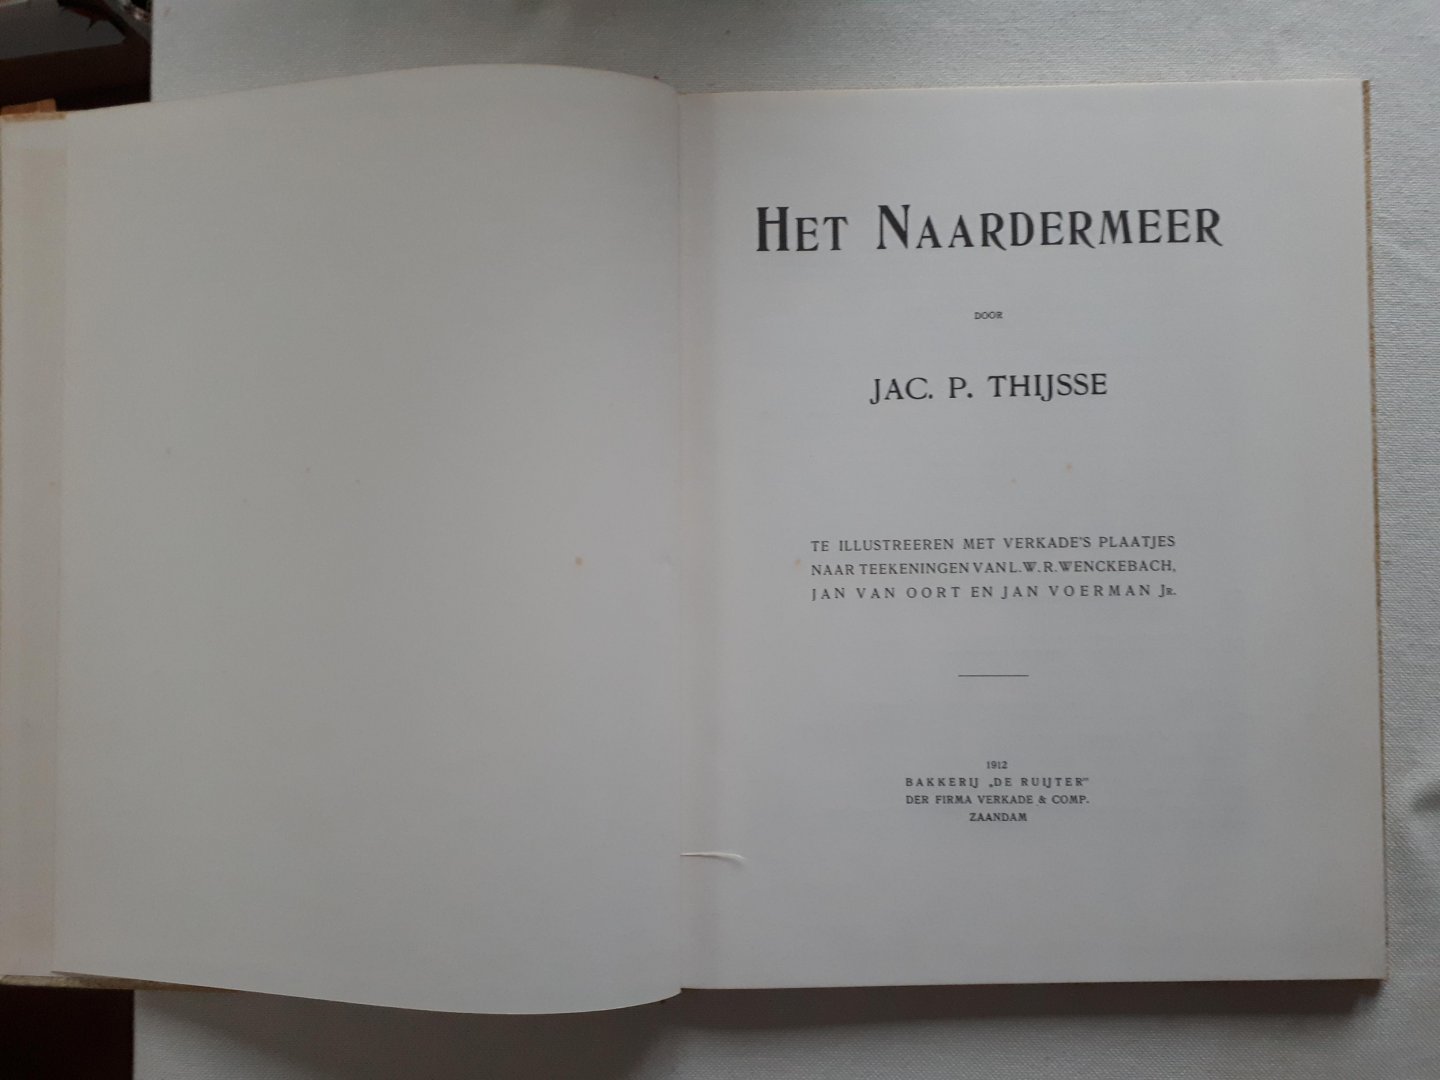 HET NAARDERMEER
DOOR
JAC. P. THIJSSE
TE ILLUSTREEREN MET VERKADE'S PLAATJES
NAAR TEEKENINGEN VAN L. W. R. WENCKEBACH,
JAN VAN OORT EN JAN VOERMAN JR.
1912
BAKKERIJ „DE RUIJTER"
DER FIRMA VERKADE & COMP.
ZAANDAM